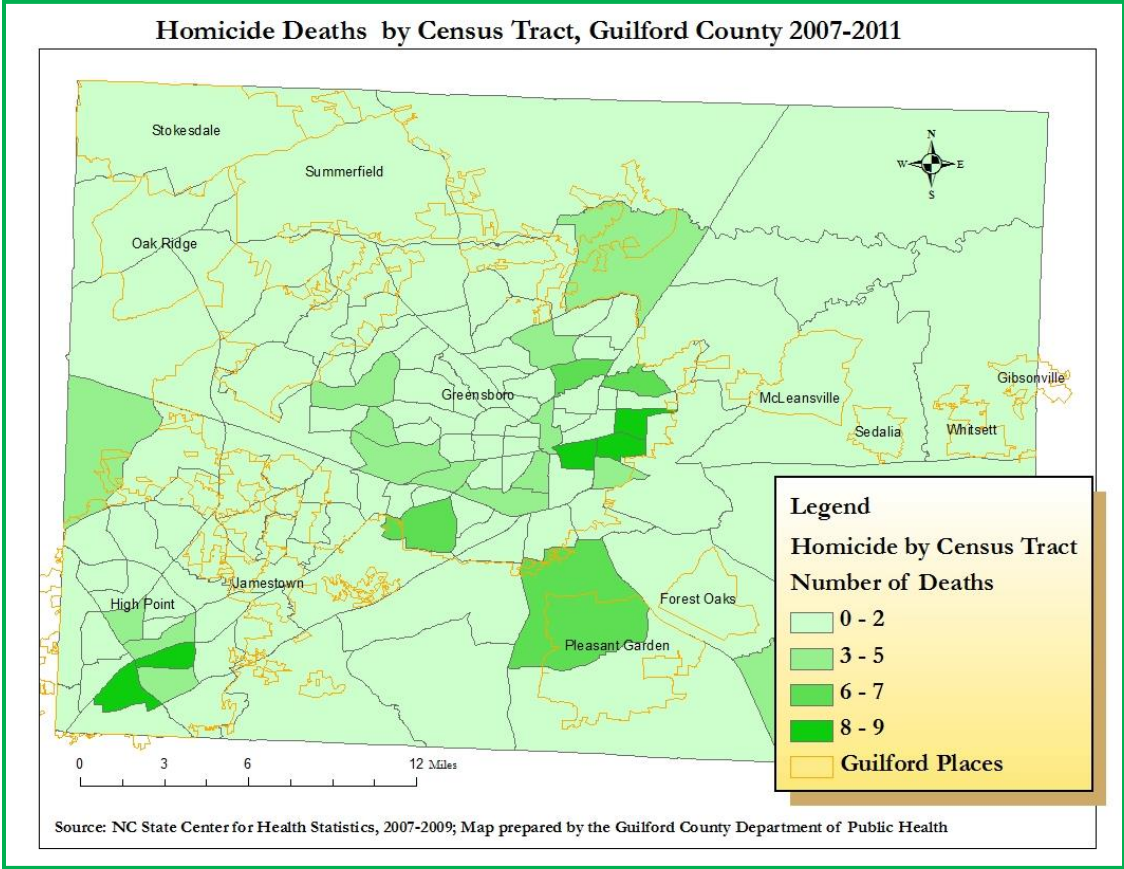 Homicide Deaths by Census Tract, Guilford County 2007-2011
Stokesdale
Summerfield
N
W
E
S
Oak Ridge
Greensboro
McLeansville
Gibsonville
Sedalia
Whitsett
Jamestown
High Point
Forest Oaks
Pleasant Garden
Legend
Homicide by Census Tract
Number of Deaths
0 - 2
3 - 5
6 - 7
8 - 9
Guilford Places
0 3 6 12 Miles
Source: NC State Center for Health Statistics, 2007-2009; Map prepared by the Guilford County Department of Public Health